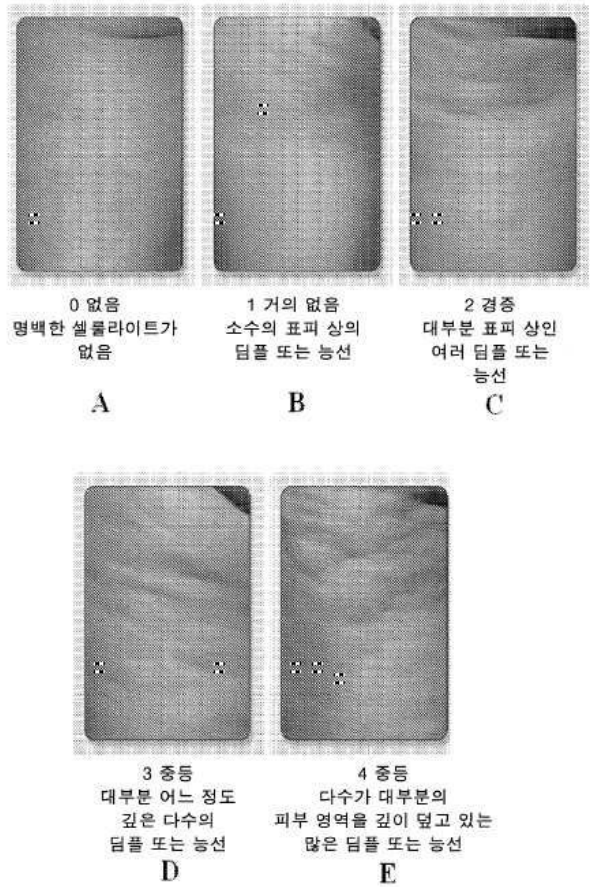 0 없음
명백한 셀룰라이트가
없음
A
1 거의 없음
소수의 표피 상의
딤플 또는 능선
B
2 경증
대부분 표피 상인
여러 딤플 또는
능선
C
3 중등
대부분 어느 정도
깊은 다수의
딤플 또는 능선
D
4 중등
다수가 대부분의
피부 영역을 깊이 덮고 있는
많은 딤플 또는 능선
E